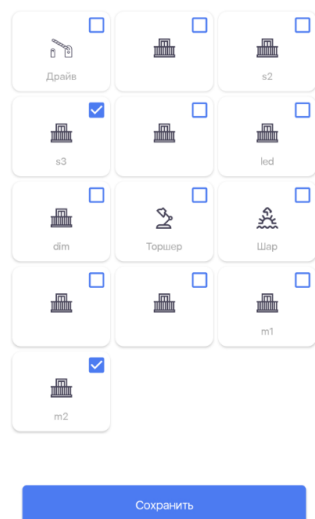 Драйв
s2
s3
led
dim
Торшер
Шар
m1
m2
Сохранить